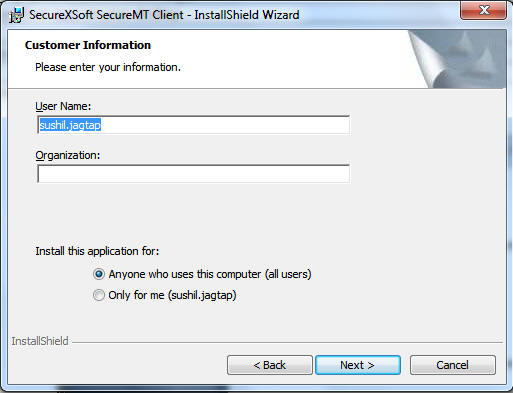 SecureXSoft SecureMT Client - InstallShield Wizard
Customer Information
Please enter your information.
User Name:
sushil.jagtap
Organization:
Install this application for:
Anyone who uses this computer (all users)
Only for me (sushil.jagtap)
InstallShield
< Back Next > Cancel